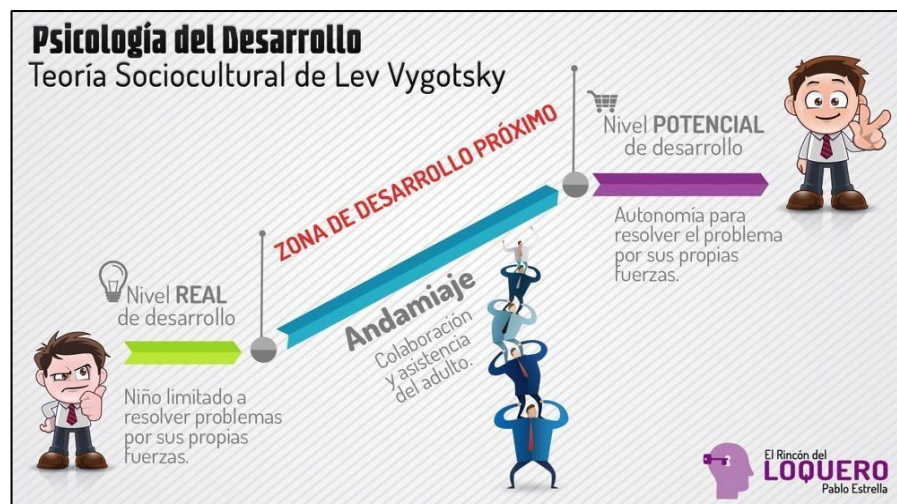 Psicología del Desarrollo
Teoría Sociocultural de Lev Vygotsky
Nivel REAL
de desarrollo
Niño limitado a
resolver problemas
por sus propias
fuerzas.
ZONA DE DESARROLLO PRÓXIMO
Andamiaje
Colaboración
y asistencia
del adulto.
Nivel POTENCIAL
de desarrollo
Autonomía para
resolver el problema
por sus propias
fuerzas.
El Rincón del
LOQUERO
Pablo Estrella